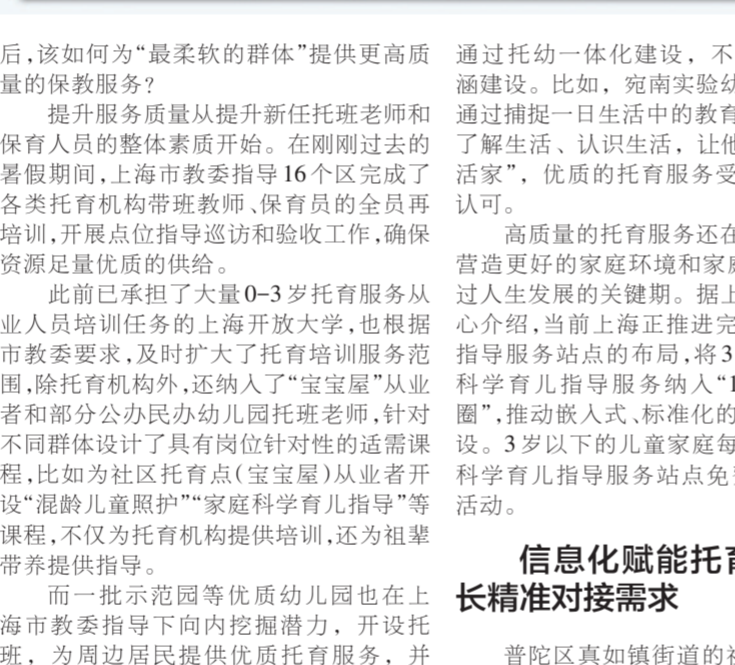 后，该如何为“最柔软的群体”提供更高质
量的保教服务？
提升服务质量从提升新任托班老师和
保育人员的整体素质开始。在刚刚过去的
暑假期间，上海市教委指导16个区完成了
各类托育机构带班教师、保育员的全员再
培训，开展点位指导巡访和验收工作，确保
资源足量优质的供给。
此前已承担了大量0-3岁托育服务从
业人员培训任务的上海开放大学，也根据
市教委要求，及时扩大了托育培训服务范
围，除托育机构外，还纳入了“宝宝屋”从业
者和部分公办民办幼儿园托班老师，针对
不同群体设计了具有岗位针对性的适需课
程，比如为社区托育点（宝宝屋）从业者开
设“混龄儿童照护”“家庭科学育儿指导”等
课程，不仅为托育机构提供培训，还为祖辈
带养提供指导。
而一批示范园等优质幼儿园也在上
海市教委指导下向内挖掘潜力，开设托
班，为周边居民提供优质托育服务，并
通过托幼一体化建设，不
涵建设。比如，宛南实验幼
通过捕捉一日生活中的教育
了解生活、认识生活，让他
活家”，优质的托育服务受
认可。
高质量的托育服务还在
营造更好的家庭环境和家庭
过人生发展的关键期。据上
心介绍，当前上海正推进完
指导服务站点的布局，将3
科学育儿指导服务纳入“1
圈”，推动嵌入式、标准化的
设。3岁以下的儿童家庭每
科学育儿指导服务站点免费
活动。
信息化赋能托育
长精准对接需求
普陀区真如镇街道的社